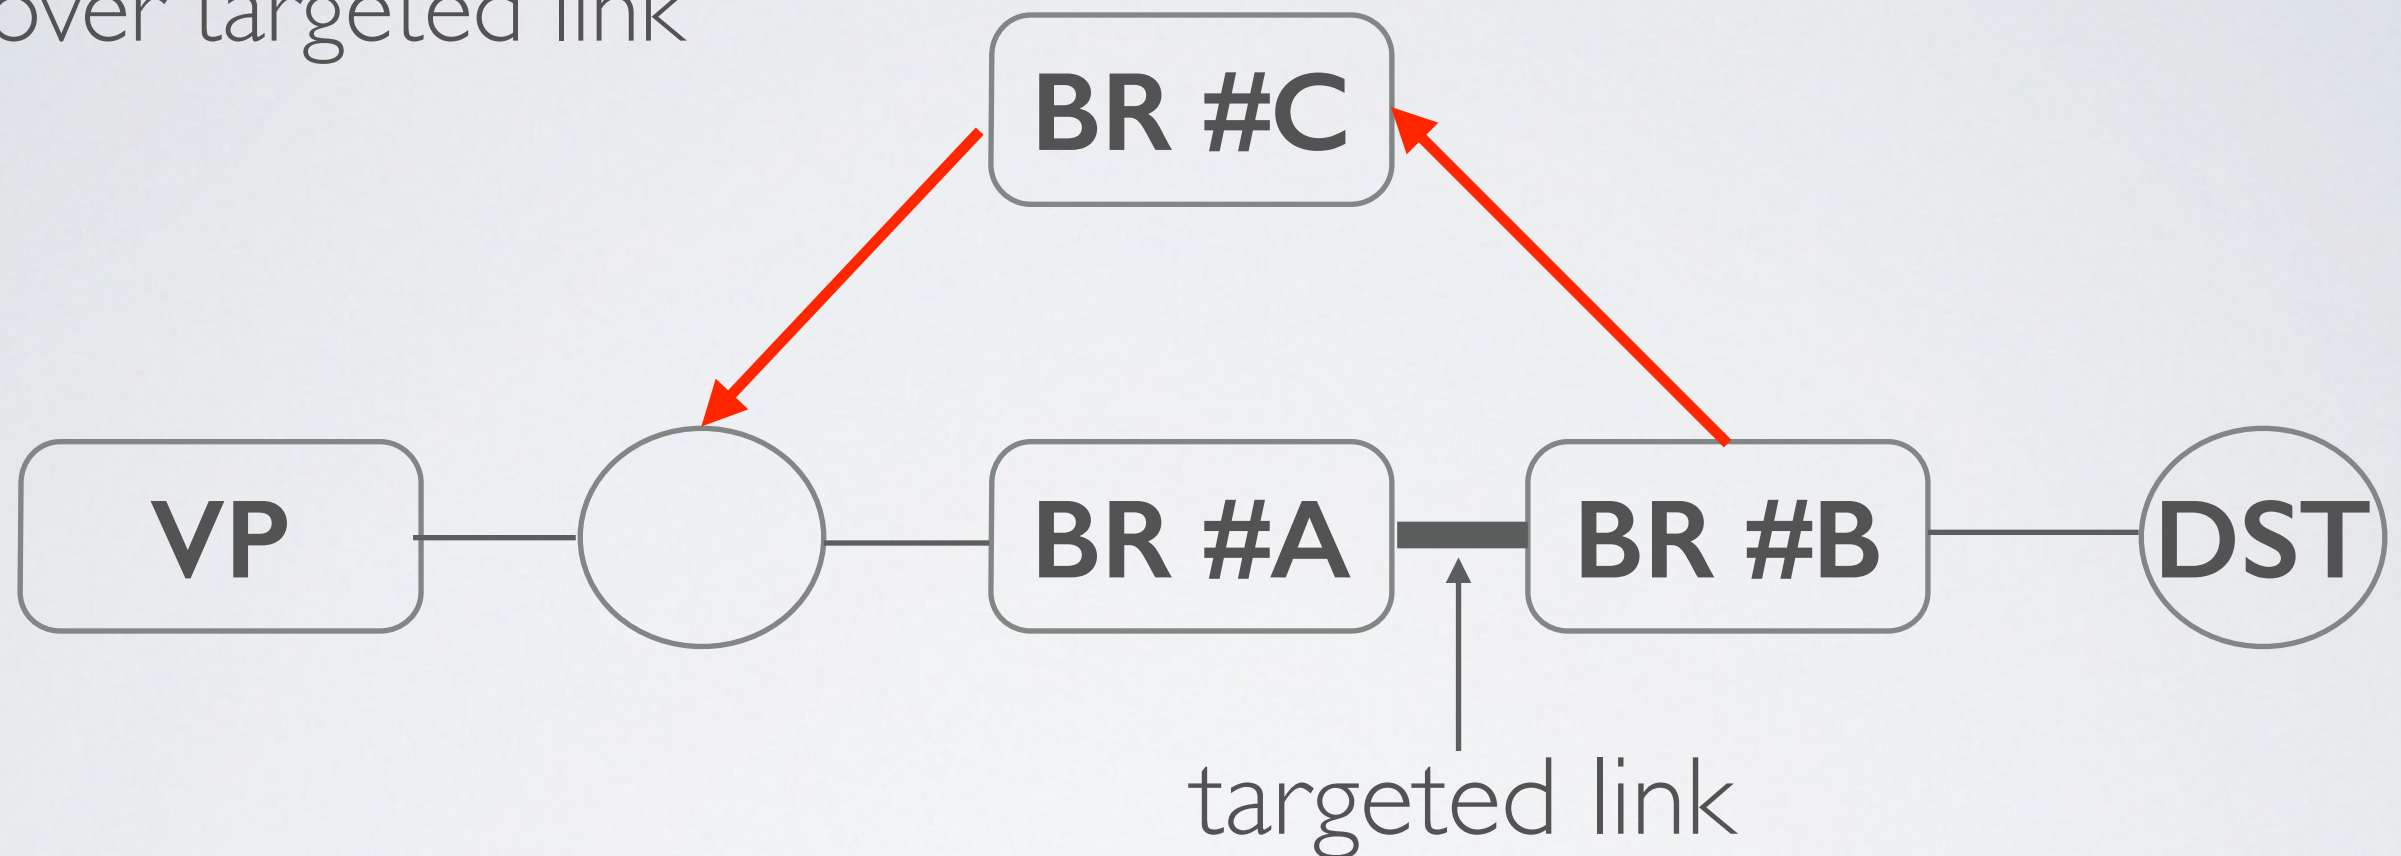 over targeted link
BR #C
VP
BR #A
BR #B
DST
targeted link